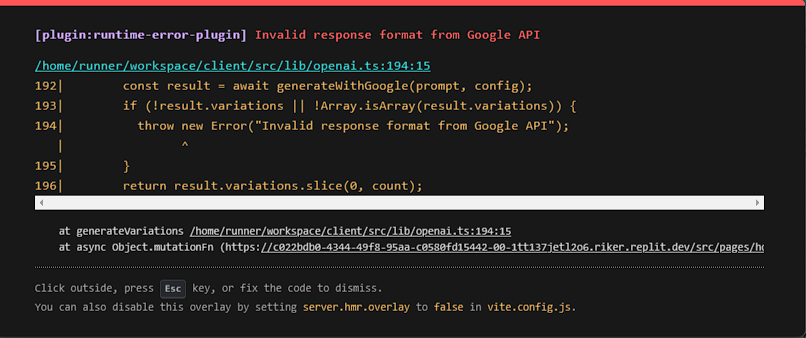 [plugin:runtime-error-plugin] Invalid response format from Google API
/home/runner/workspace/client/src/lib/openai.ts:194:15
192|        const result = await generateWithGoogle(prompt, config);
193|        if (!result.variations || !Array.isArray(result.variations)) {
194|          throw new Error("Invalid response format from Google API");
   |                ^
195|        }
196|        return result.variations.slice(0, count);
at generateVariations /home/runner/workspace/client/src/lib/openai.ts:194:15
at async Object.mutationFn (https://c022bdb0-4344-49f8-95aa-c0580fd15442-00-1tt137jetl2o6.riker.replit.dev/src/pages/ho
Click outside, press Esc key, or fix the code to dismiss.
You can also disable this overlay by setting server.hmr.overlay to false in vite.config.js.